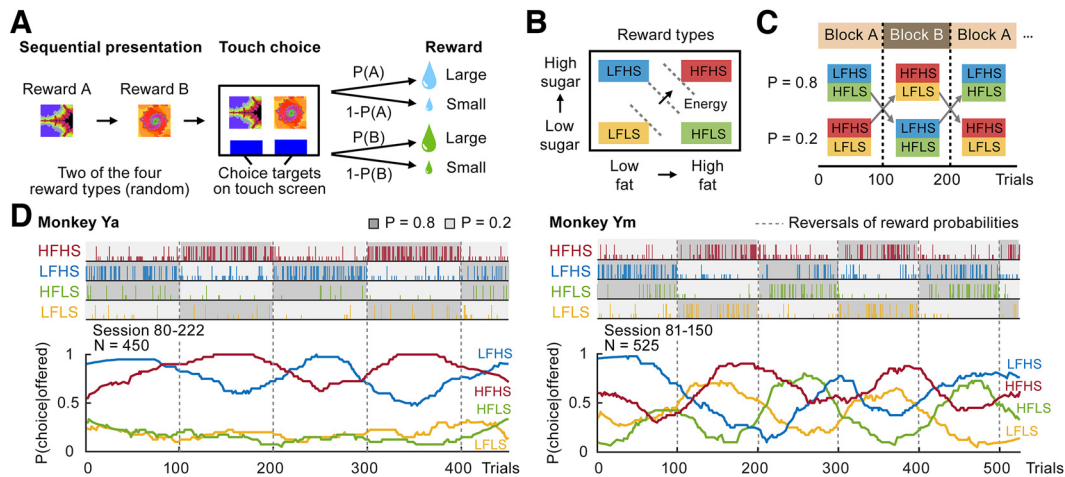 A
Sequential presentation
Touch choice
Reward
Reward A
Reward B
P(A)
Large
1-P(A)
Small
P(B)
Large
1-P(B)
Small
Two of the four
reward types (random)
Choice targets
on touch screen
B
Reward types
High
sugar
Low
sugar
LFHS
HFHS
Energy
LFLS
HFLS
Low
fat
High
fat
C
Block A
Block B
Block A
...
P = 0.8
LFHS
HFLS
HFHS
LFLS
LFHS
HFLS
P = 0.2
HFHS
LFLS
LFHS
HFLS
HFHS
LFLS
0
100
200
Trials
D
Monkey Ya
P = 0.8
P = 0.2
HFHS
LFHS
HFLS
LFLS
Session 80-222
N = 450
P(choice|offered)
1
0.5
0
LFHS
HFHS
HFLS
LFLS
0
100
200
300
400
Trials
Monkey Ym
Reversals of reward probabilities
HFHS
LFHS
HFLS
LFLS
Session 81-150
N = 525
P(choice|offered)
1
0.5
0
LFHS
HFHS
HFLS
LFLS
0
100
200
300
400
500
Trials